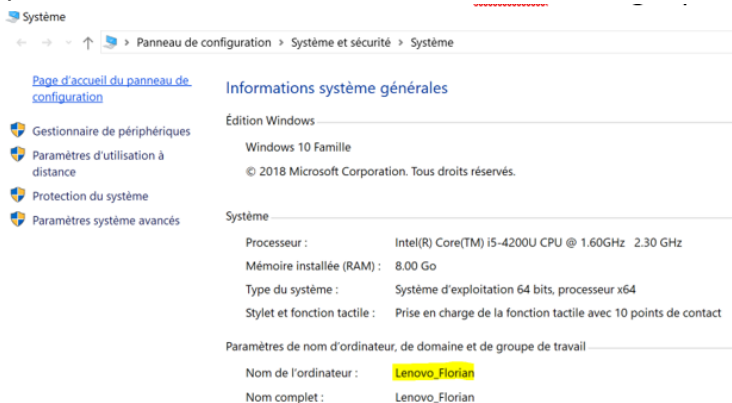 Système
Panneau de configuration > Système et sécurité > Système
Page d'accueil du panneau de configuration
Informations système générales
Édition Windows
Gestionnaire de périphériques
Windows 10 Famille
Paramètres d'utilisation à distance
© 2018 Microsoft Corporation. Tous droits réservés.
Protection du système
Paramètres système avancés
Système
Processeur : Intel(R) Core(TM) i5-4200U CPU @ 1.60GHz 2.30 GHz
Mémoire installée (RAM) : 8.00 Go
Type du système : Système d'exploitation 64 bits, processeur x64
Stylet et fonction tactile : Prise en charge de la fonction tactile avec 10 points de contact
Paramètres de nom d'ordinateur, de domaine et de groupe de travail
Nom de l'ordinateur : Lenovo_Florian
Nom complet : Lenovo_Florian